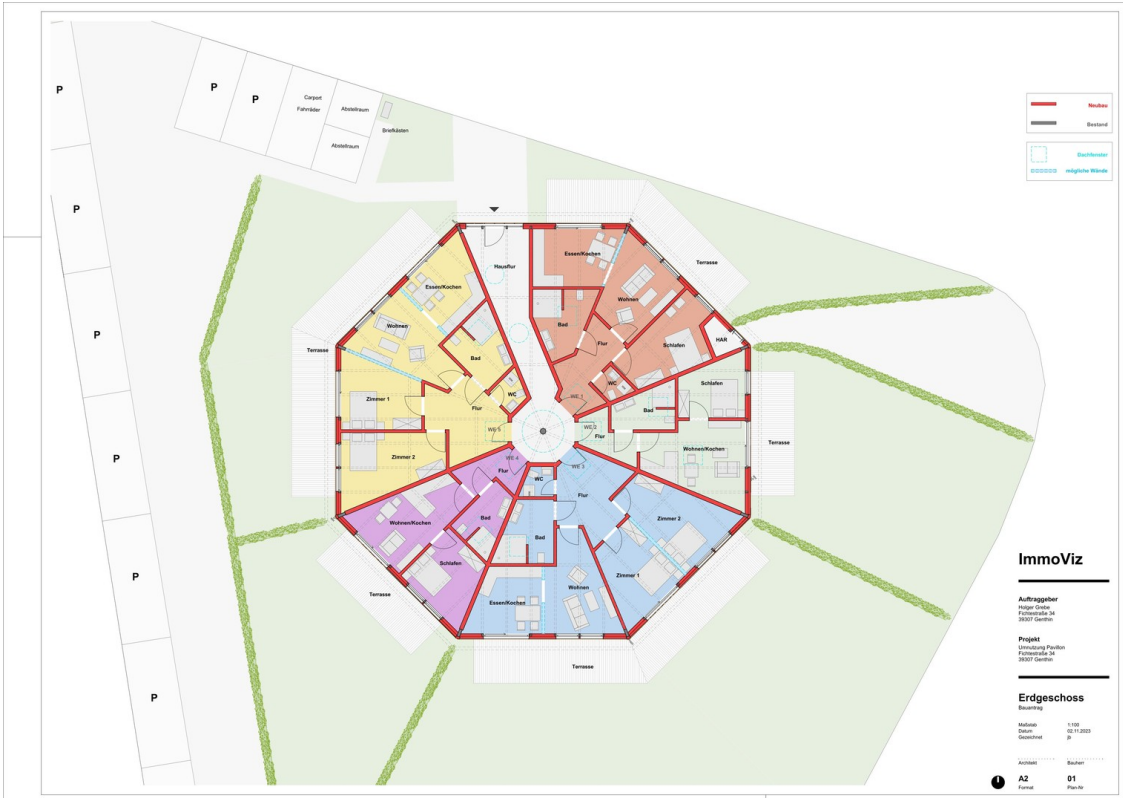 P
P
P
Carport
Fahrräder
Abstellraum
Abstellraum
Briefkästen
P
P
P
P
P
Neubau
Bestand
Dachfenster
mögliche Wände
Hausflur
Essen/Kochen
Wohnen
Bad
Flur
WC
Schlafen
HAR
Terrasse
WE 1
Schlafen
Bad
Flur
Wohnen/Kochen
Terrasse
WE 2
WE 3
Flur
WC
Bad
Zimmer 2
Zimmer 1
Wohnen
Essen/Kochen
Terrasse
WE 4
Flur
Bad
Wohnen/Kochen
Schlafen
Terrasse
WE 5
Essen/Kochen
Wohnen
Bad
WC
Flur
Zimmer 1
Zimmer 2
Terrasse
ImmoViz
Auftraggeber
Holger Grebe
Fichtestraße 34
39307 Genthin
Projekt
Umnutzung Pavillon
Fichtestraße 34
39307 Genthin
Erdgeschoss
Bauantrag
Maßstab 1:100
Datum 02.11.2023
Gezeichnet jb
Architekt Bauherr
A2 01
Format Plan-Nr